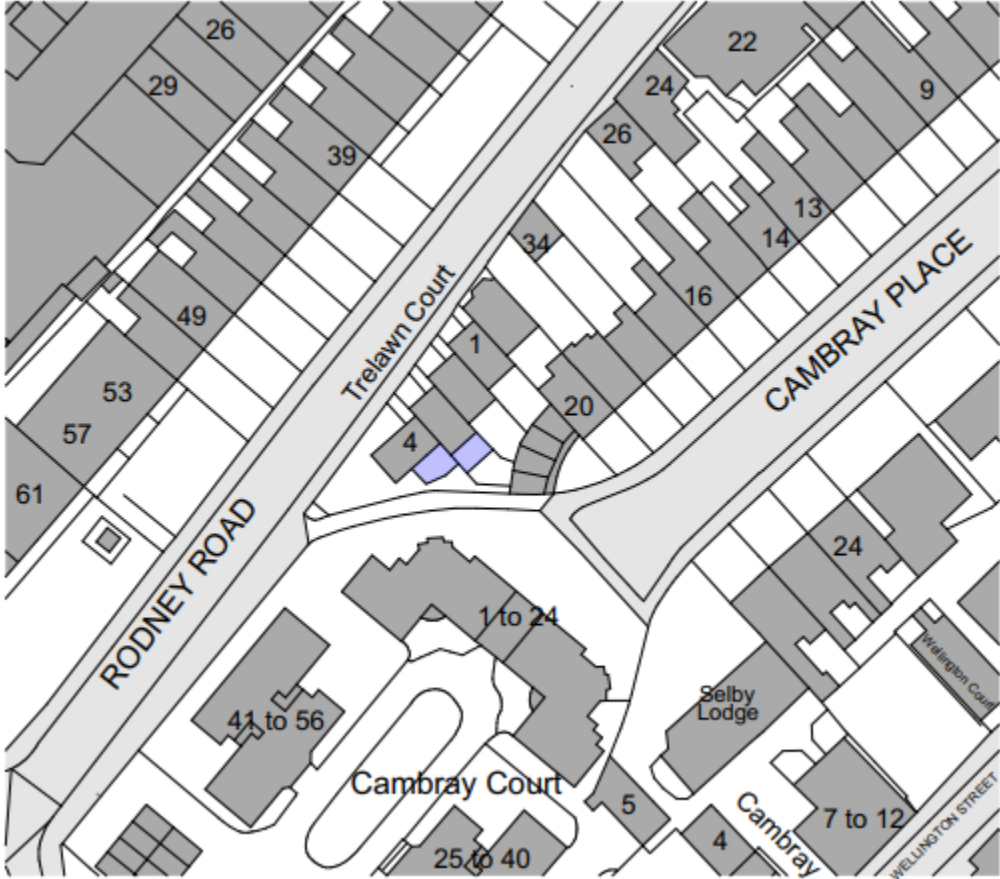 26
22
29
24
9
26
39
13
14
34
16
49
CAMBRAY PLACE
Trelawn Court
1
53
20
57
4
61
RODNEY ROAD
24
1 to 24
Wellington Court
Selby
Lodge
41 to 56
Cambray Court
5
Cambray
7 to 12
4
WELLINGTON STREET
25 to 40